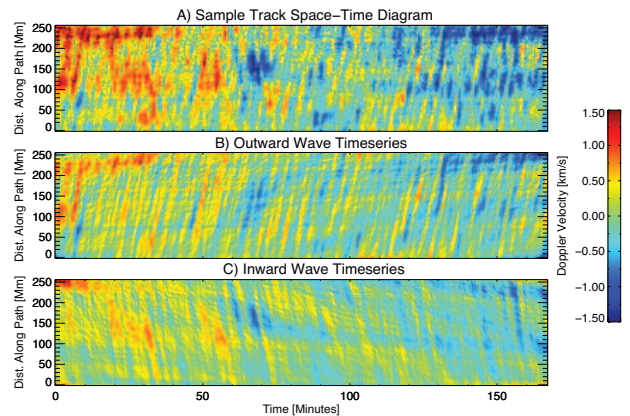 A) Sample Track Space-Time Diagram
Dist. Along Path [Mm]
250
200
150
100
50
0
B) Outward Wave Timeseries
Dist. Along Path [Mm]
250
200
150
100
50
0
C) Inward Wave Timeseries
Dist. Along Path [Mm]
250
200
150
100
50
0
0 50 100 150
Time [Minutes]
Doppler Velocity [km/s]
1.50
1.00
0.50
0.00
-0.50
-1.00
-1.50